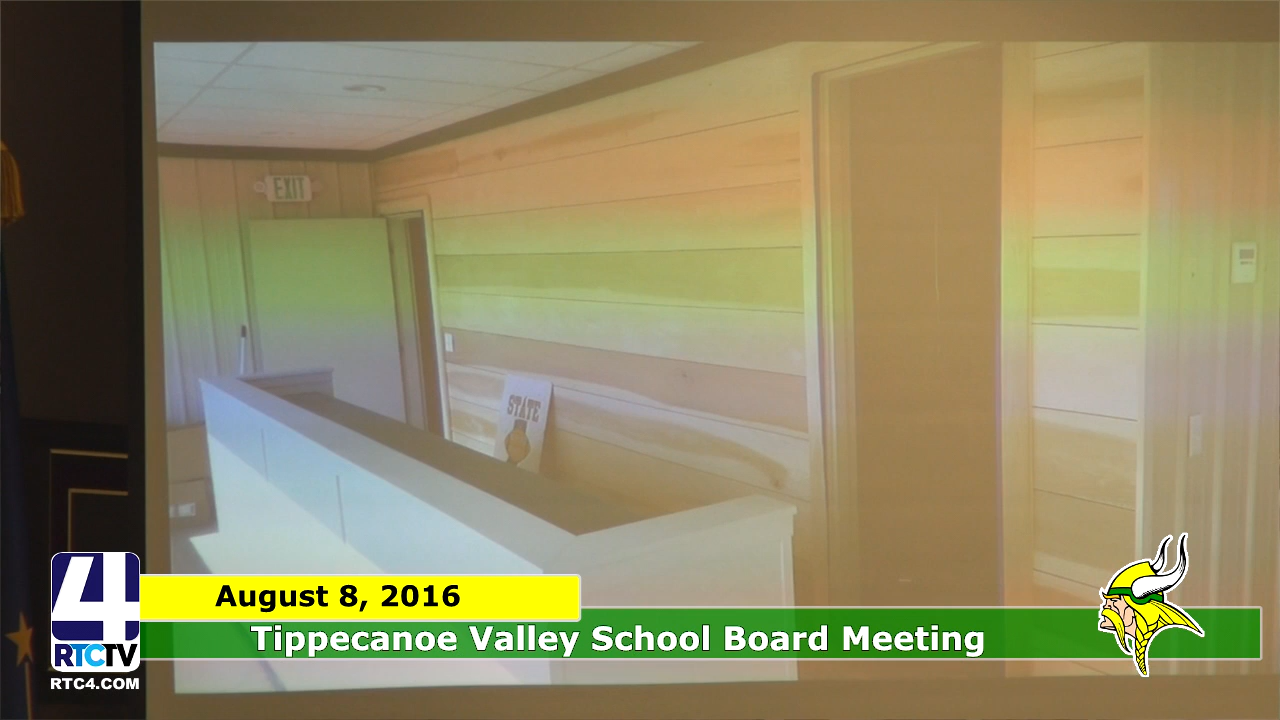 EXIT
STATE
4
August 8, 2016
Tippecanoe Valley School Board Meeting
RTCTV
RTC4.COM